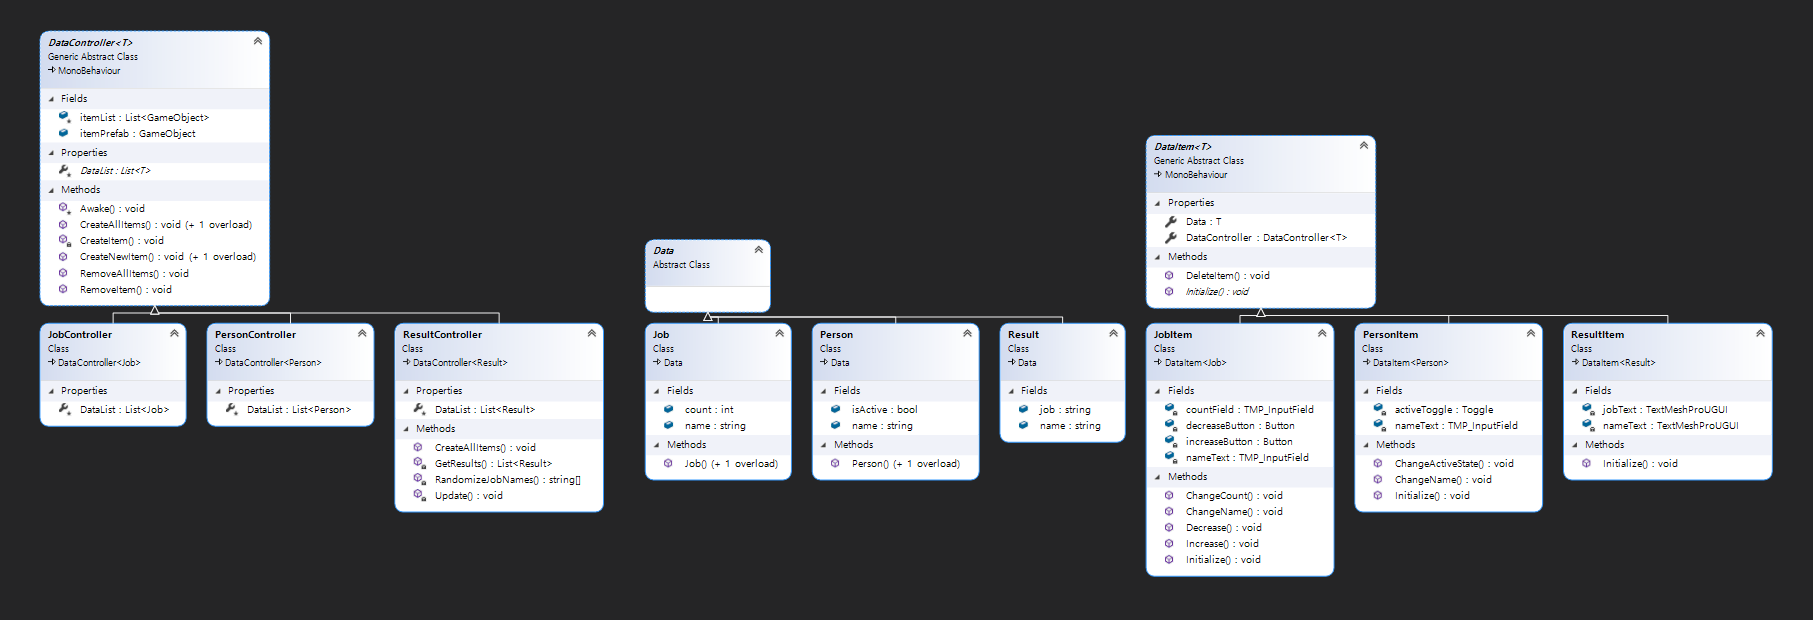 DataController<T>
Generic Abstract Class
MonoBehaviour
Fields
itemList : List<GameObject>
itemPrefab : GameObject
Properties
DataList : List<T>
Methods
Awake() : void
CreateAllItems() : void (+ 1 overload)
CreateItem() : void
CreateNewItem() : void (+ 1 overload)
RemoveAllItems() : void
RemoveItem() : void
JobController
Class
DataController<Job>
Properties
DataList : List<Job>
PersonController
Class
DataController<Person>
Properties
DataList : List<Person>
ResultController
Class
DataController<Result>
Properties
DataList : List<Result>
Methods
CreateAllItems() : void
GetResults() : List<Result>
RandomizeJobNames() : string[]
Update() : void
Data
Abstract Class
Job
Class
Data
Fields
count : int
name : string
Methods
Job() (+ 1 overload)
Person
Class
Data
Fields
isActive : bool
name : string
Methods
Person() (+ 1 overload)
Result
Class
Data
Fields
job : string
name : string
DataItem<T>
Generic Abstract Class
MonoBehaviour
Properties
Data : T
DataController : DataController<T>
Methods
DeleteItem() : void
Initialize() : void
JobItem
Class
DataItem<Job>
Fields
countField : TMP_InputField
decreaseButton : Button
increaseButton : Button
nameText : TMP_InputField
Methods
ChangeCount() : void
ChangeName() : void
Decrease() : void
Increase() : void
Initialize() : void
PersonItem
Class
DataItem<Person>
Fields
activeToggle : Toggle
nameText : TMP_InputField
Methods
ChangeActiveState() : void
ChangeName() : void
Initialize() : void
ResultItem
Class
DataItem<Result>
Fields
jobText : TextMeshProUGUI
nameText : TextMeshProUGUI
Methods
Initialize() : void